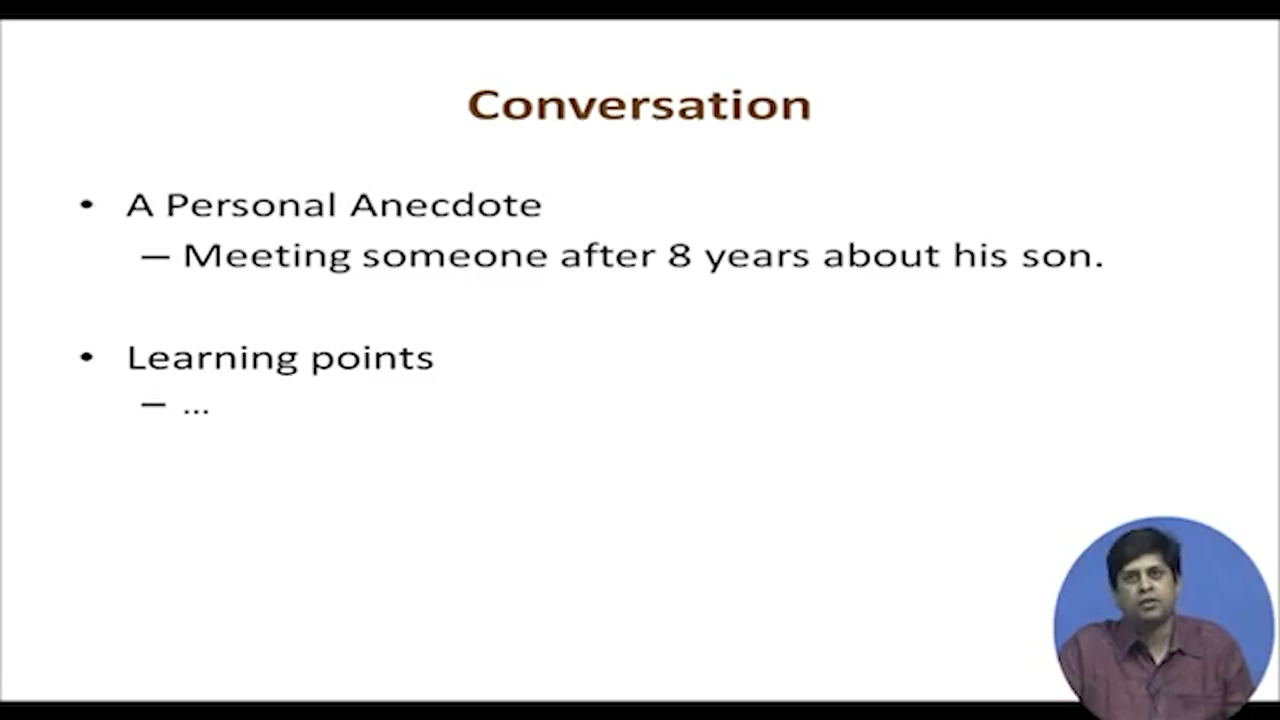 Conversation
• A Personal Anecdote
– Meeting someone after 8 years about his son.
• Learning points
– ...